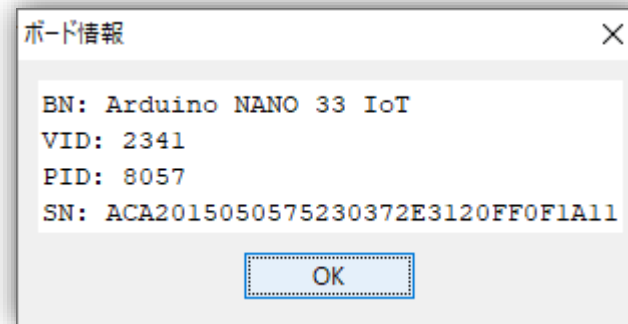 ボード情報
BN: Arduino NANO 33 IoT
VID: 2341
PID: 8057
SN: ACA2015050575230372E3120FF0F1A11
OK